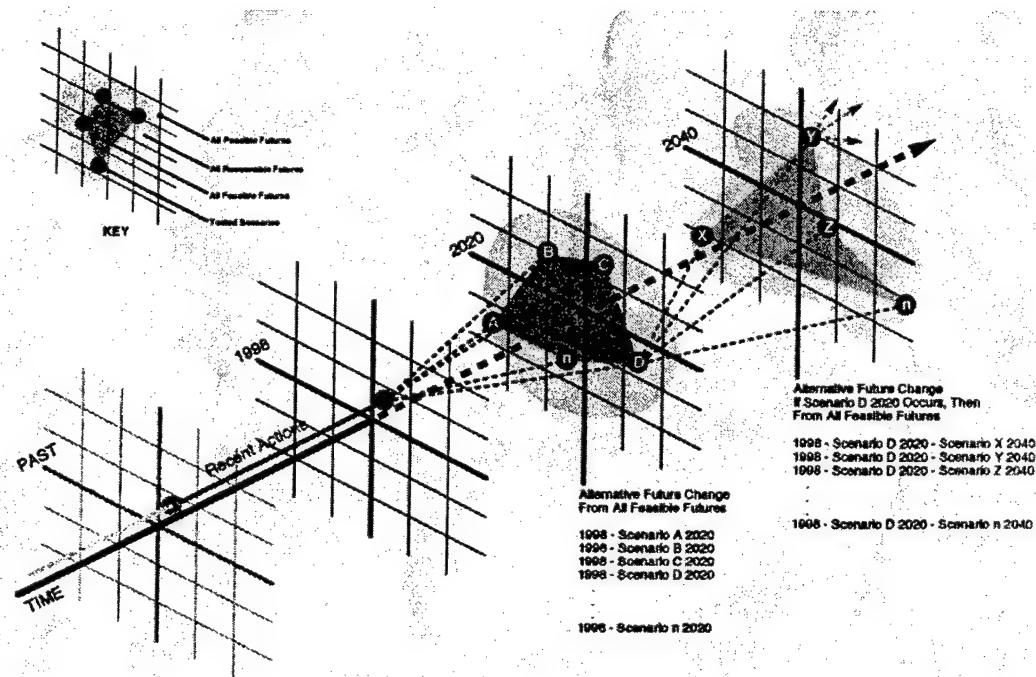 All Possible Futures
All Reasonable Futures
All Feasible Futures
Tested Scenarios
KEY
2040
Y
X
Z
n
2020
B
C
A
n
D
1998
Recent Actions
PAST
TIME
Alternative Future Change
If Scenario D 2020 Occurs, Then
From All Feasible Futures
1998 - Scenario D 2020 - Scenario X 2040
1998 - Scenario D 2020 - Scenario Y 2040
1998 - Scenario D 2020 - Scenario Z 2040
1998 - Scenario D 2020 - Scenario n 2040
Alternative Future Change
From All Feasible Futures
1998 - Scenario A 2020
1998 - Scenario B 2020
1998 - Scenario C 2020
1998 - Scenario D 2020
1998 - Scenario n 2020